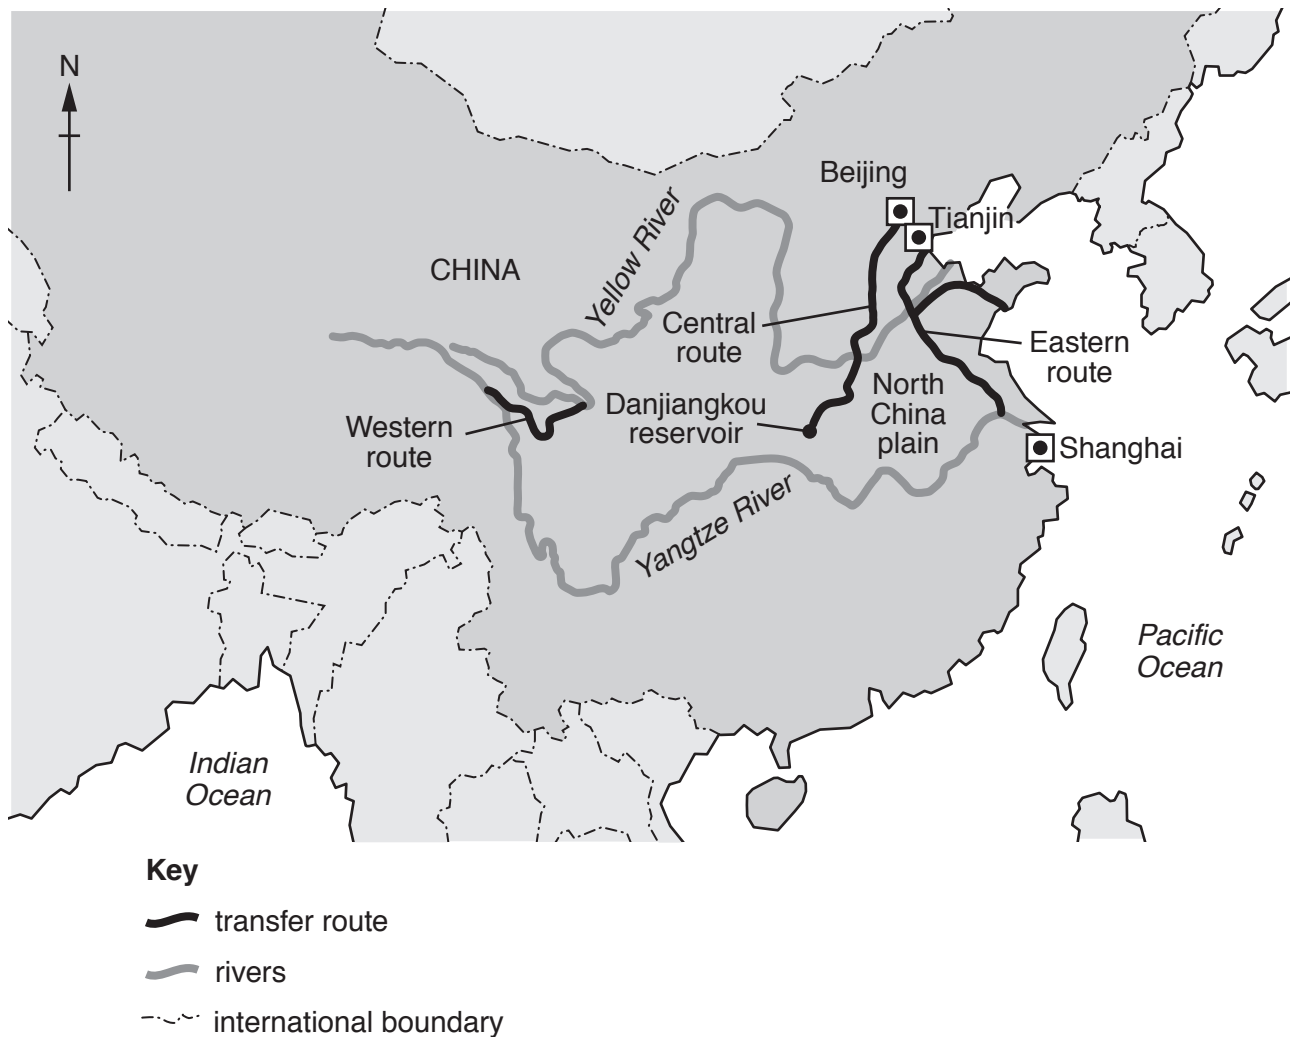 N
Beijing
Tianjin
Yellow River
CHINA
Central
route
Eastern
route
North
China
plain
Danjiangkou
reservoir
Western
route
Shanghai
Yangtze River
Pacific
Ocean
Indian
Ocean
Key
transfer route
rivers
international boundary